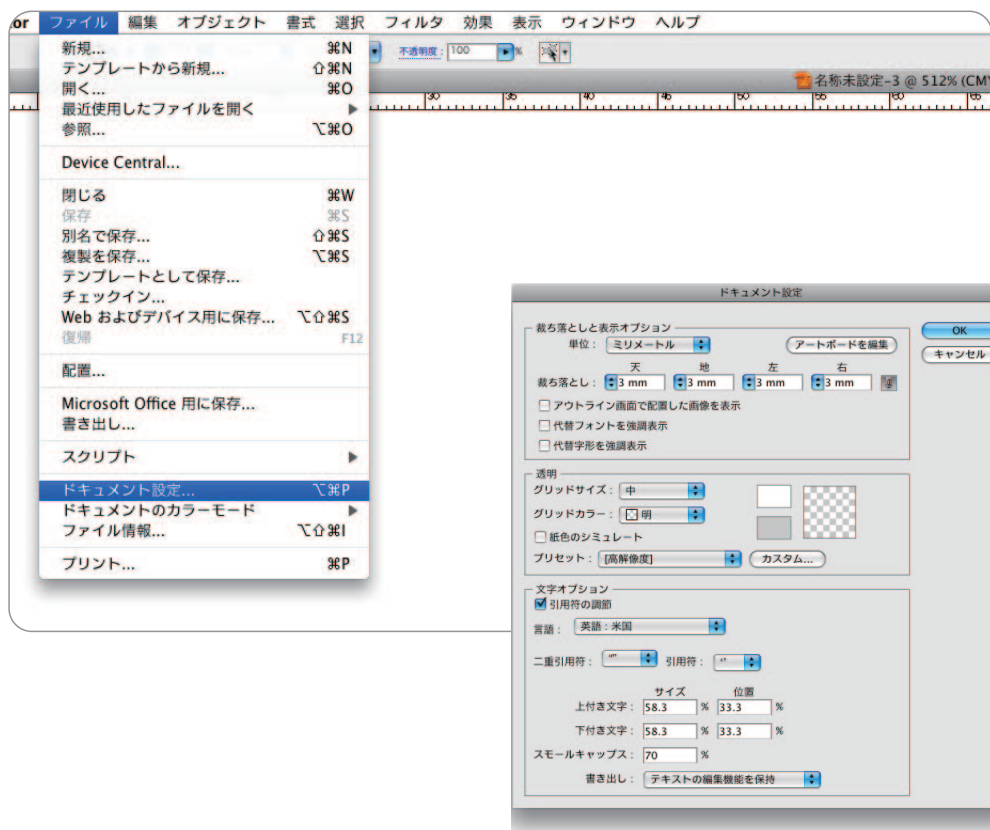 or ファイル 編集 オブジェクト 書式 選択 フィルタ 効果 表示 ウィンドウ ヘルプ
不透明度: 100 %
名称未設定-3 @ 512% (CMY
30 35 40 45 50 55 60 65
新規... ⌘N
テンプレートから新規... ⇧⌘N
開く... ⌘O
最近使用したファイルを開く ▶
参照... ⌥⌘O
Device Central...
閉じる ⌘W
保存 ⌘S
別名で保存... ⇧⌘S
複製を保存... ⌥⌘S
テンプレートとして保存...
チェックイン...
Web およびデバイス用に保存... ⌥⇧⌘S
復帰 F12
配置...
Microsoft Office 用に保存...
書き出し...
スクリプト ▶
ドキュメント設定... ⌥⌘P
ドキュメントのカラーモード ▶
ファイル情報... ⌥⇧⌘I
プリント... ⌘P
ドキュメント設定
裁ち落としと表示オプション
単位: ミリメートル アートボードを編集
OK
キャンセル
天 地 左 右
裁ち落とし: 3 mm 3 mm 3 mm 3 mm
アウトライン画面で配置した画像を表示
代替フォントを強調表示
代替字形を強調表示
透明
グリッドサイズ: 中
グリッドカラー: 明
紙色のシミュレート
プリセット: [高解像度] カスタム...
文字オプション
引用符の調節
言語: 英語:米国
二重引用符: “” 引用符: ‘’
サイズ 位置
上付き文字: 58.3 % 33.3 %
下付き文字: 58.3 % 33.3 %
スモールキャップス: 70 %
書き出し: テキストの編集機能を保持